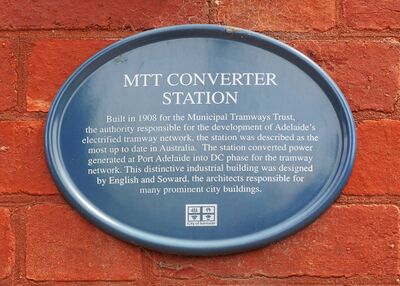 MTT CONVERTER
STATION
Built in 1908 for the Municipal Tramways Trust,
the authority responsible for the development of Adelaide's
electrified tramway network, the station was described as the
most up to date in Australia. The station converted power
generated at Port Adelaide into DC phase for the tramway
network. This distinctive industrial building was designed
by English and Soward, the architects responsible for
many prominent city buildings.